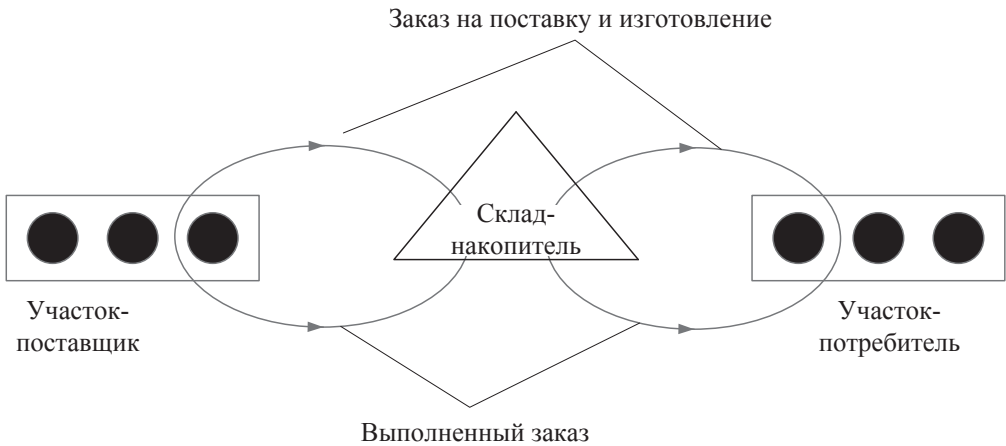 Заказ на поставку и изготовление
Склад-
накопитель
Участок-
поставщик
Участок-
потребитель
Выполненный заказ